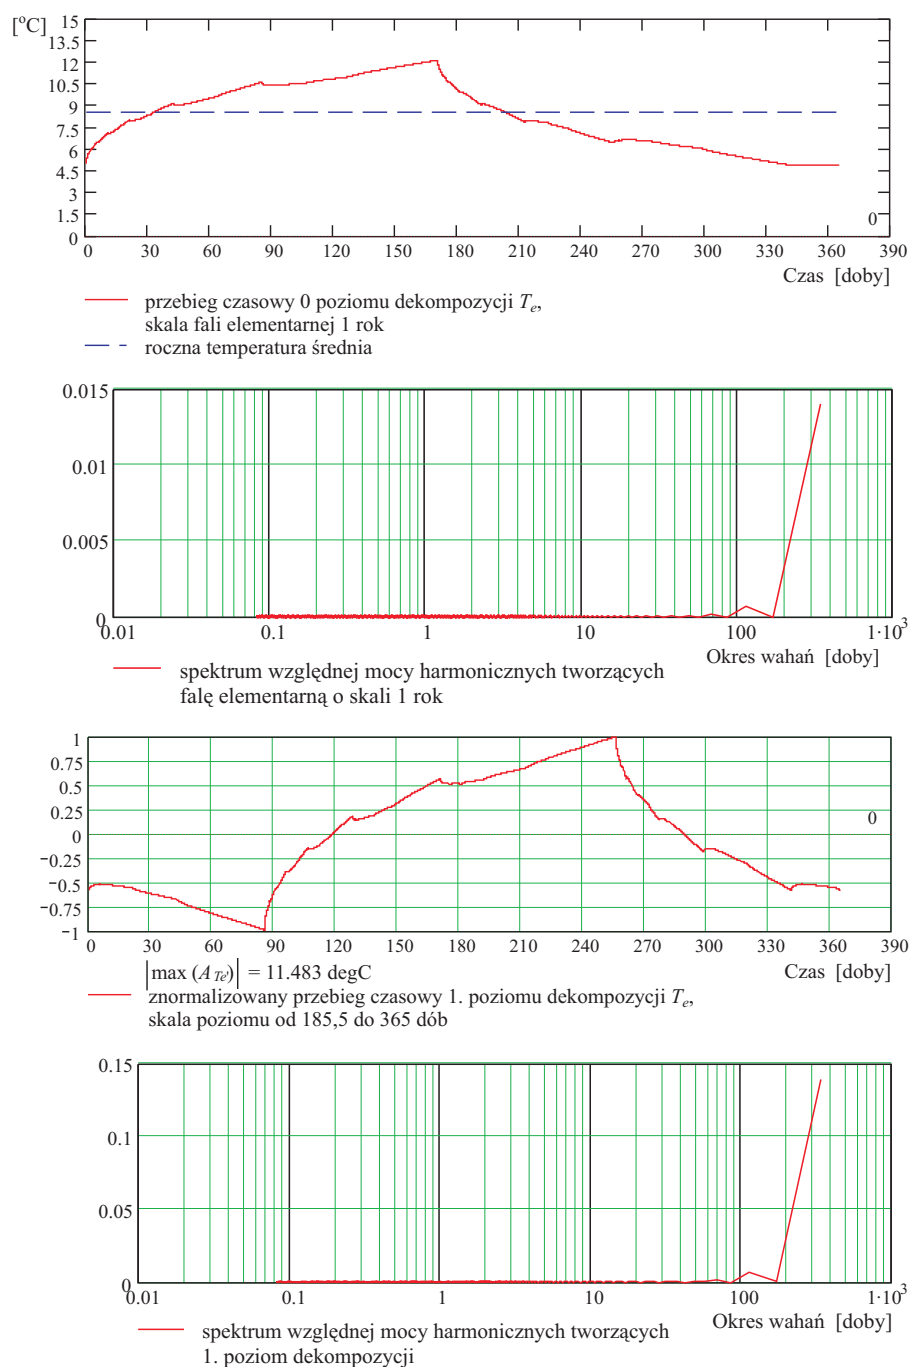 [°C]
15
13.5
12
10.5
9
7.5
6
4.5
3
1.5
0
0
0 30 60 90 120 150 180 210 240 270 300 330 360 390
Czas [doby]
przebieg czasowy 0 poziomu dekompozycji Te,
skala fali elementarnej 1 rok
roczna temperatura średnia
0.015
0.01
0.005
0
0.01 0.1 1 10 100 1·10³
Okres wahań [doby]
spektrum względnej mocy harmonicznych tworzących
falę elementarną o skali 1 rok
1
0.75
0.5
0.25
0
0
−0.25
−0.5
−0.75
−1
0 30 60 90 120 150 180 210 240 270 300 330 360 390
|max (A Te)| = 11.483 degC
Czas [doby]
znormalizowany przebieg czasowy 1. poziomu dekompozycji Te,
skala poziomu od 185,5 do 365 dób
0.15
0.1
0.05
0
0.01 0.1 1 10 100 1·10³
Okres wahań [doby]
spektrum względnej mocy harmonicznych tworzących
1. poziom dekompozycji